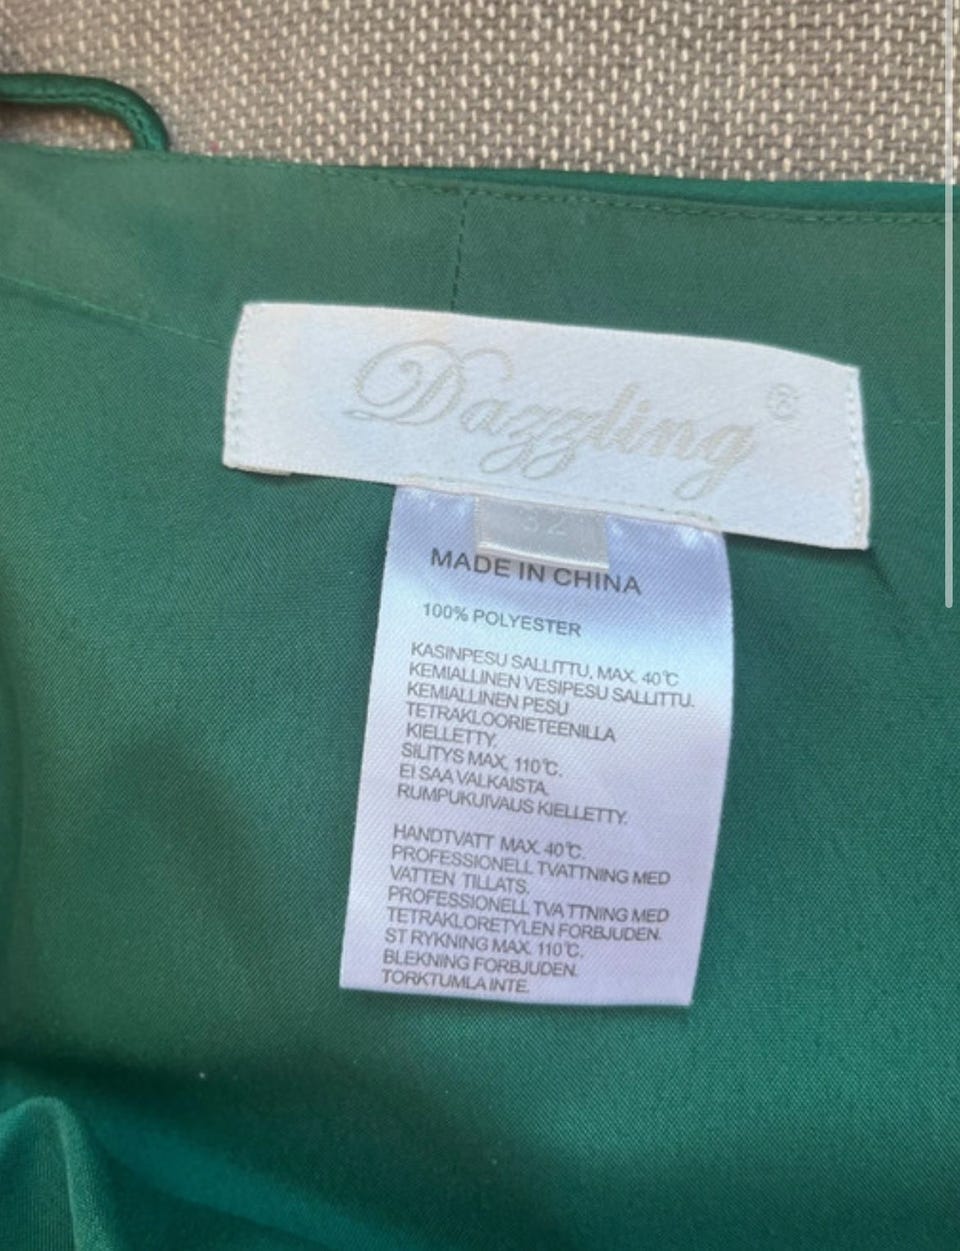 Dazzling
32
MADE IN CHINA
100% POLYESTER
KASINPESU SALLITTU, MAX. 40°C
KEMIALLINEN VESIPESU SALLITTU.
KEMIALLINEN PESU
TETRAKLOORIETEENILLA
KIELLETTY.
SILITYS MAX, 110°C.
EI SAA VALKAISTA.
RUMPUKUIVAUS KIELLETTY.
HANDTVATT MAX. 40°C.
PROFESSIONELL TVATTNING MED
VATTEN TILLATS.
PROFESSIONELL TVA TTNING MED
TETRAKLORETYLEN FORBJUDEN.
ST RYKNING MAX. 110°C.
BLEKNING FORBJUDEN.
TORKTUMLA INTE.